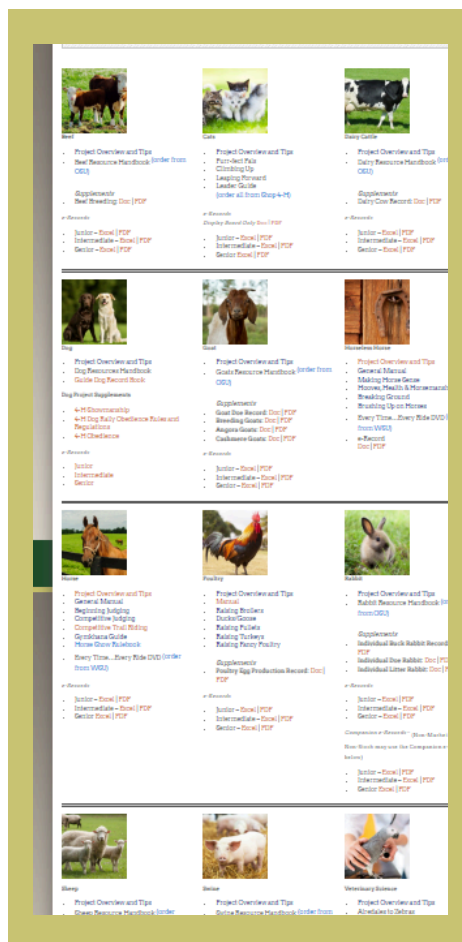 Beef
Project Overview and Tips
Beef Resource Handbook (order from
OSU)
Supplements
Beef Breeding: Doc | PDF
e-Records
Junior – Excel | PDF
Intermediate – Excel | PDF
Senior – Excel | PDF
Cats
Project Overview and Tips
Purr-fect Pals
Climbing Up
Leaping Forward
Leader Guide
(order all from Shop 4-H)
e-Records
Display Board Only Doc | PDF
Junior – Excel | PDF
Intermediate – Excel | PDF
Senior Excel | PDF
Dairy Cattle
Project Overview and Tips
Dairy Resource Handbook
OSU)
Supplements
Dairy Cow Record: Doc | PDF
e-Records
Junior – Excel | PDF
Intermediate – Excel | PDF
Senior – Excel | PDF
Dog
Project Overview and Tips
Dog Resources Handbook
Guide Dog Record Book
Dog Project Supplements
4-H Showmanship
4-H Dog Rally Obedience Rules and
Regulations
4-H Obedience
e-Records
Junior
Intermediate
Senior
Goat
Project Overview and Tips
Goats Resource Handbook (order from
OSU)
Supplements
Goat Doe Record: Doc | PDF
Breeding Goats: Doc | PDF
Angora Goats: Doc | PDF
Cashmere Goats: Doc | PDF
e-Records
Junior – Excel | PDF
Intermediate – Excel | PDF
Senior – Excel | PDF
Horseless Horse
Project Overview and Tips
General Manual
Making Horse Sense
Hooves, Health & Horsemansh
Breaking Ground
Brushing Up on Horses
Every Time...Every Ride DVD (
from WSU)
e-Record
Doc | PDF
Horse
Project Overview and Tips
General Manual
Beginning Judging
Competitive Judging
Competitive Trail Riding
Gymkhana Guide
Horse Show Rulebook
Every Time...Every Ride DVD (order
from WSU)
e-Records
Junior – Excel | PDF
Intermediate – Excel | PDF
Senior Excel | PDF
Poultry
Project Overview and Tips
Manual
Raising Broilers
Ducks/Geese
Raising Pullets
Raising Turkeys
Raising Fancy Poultry
Supplements
Poultry Egg Production Record: Doc |
PDF
e-Records
Junior – Excel | PDF
Intermediate – Excel | PDF
Senior – Excel | PDF
Rabbit
Project Overview and Tips
Rabbit Resource Handbook
from OSU)
Supplements
Individual Buck Rabbit Record:
PDF
Individual Doe Rabbit: Doc | PD
Individual Litter Rabbit: Doc | P
e-Records
Junior – Excel | PDF
Intermediate – Excel | PDF
Senior – Excel | PDF
Companion e-Records
below)
Junior – Excel | PDF
Intermediate – Excel | PDF
Senior Excel | PDF
Sheep
Project Overview and Tips
Sheep Resource Handbook (order
Swine
Project Overview and Tips
Swine Resource Handbook (order from
Veterinary Science
Project Overview and Tips
Airedales to Zebras